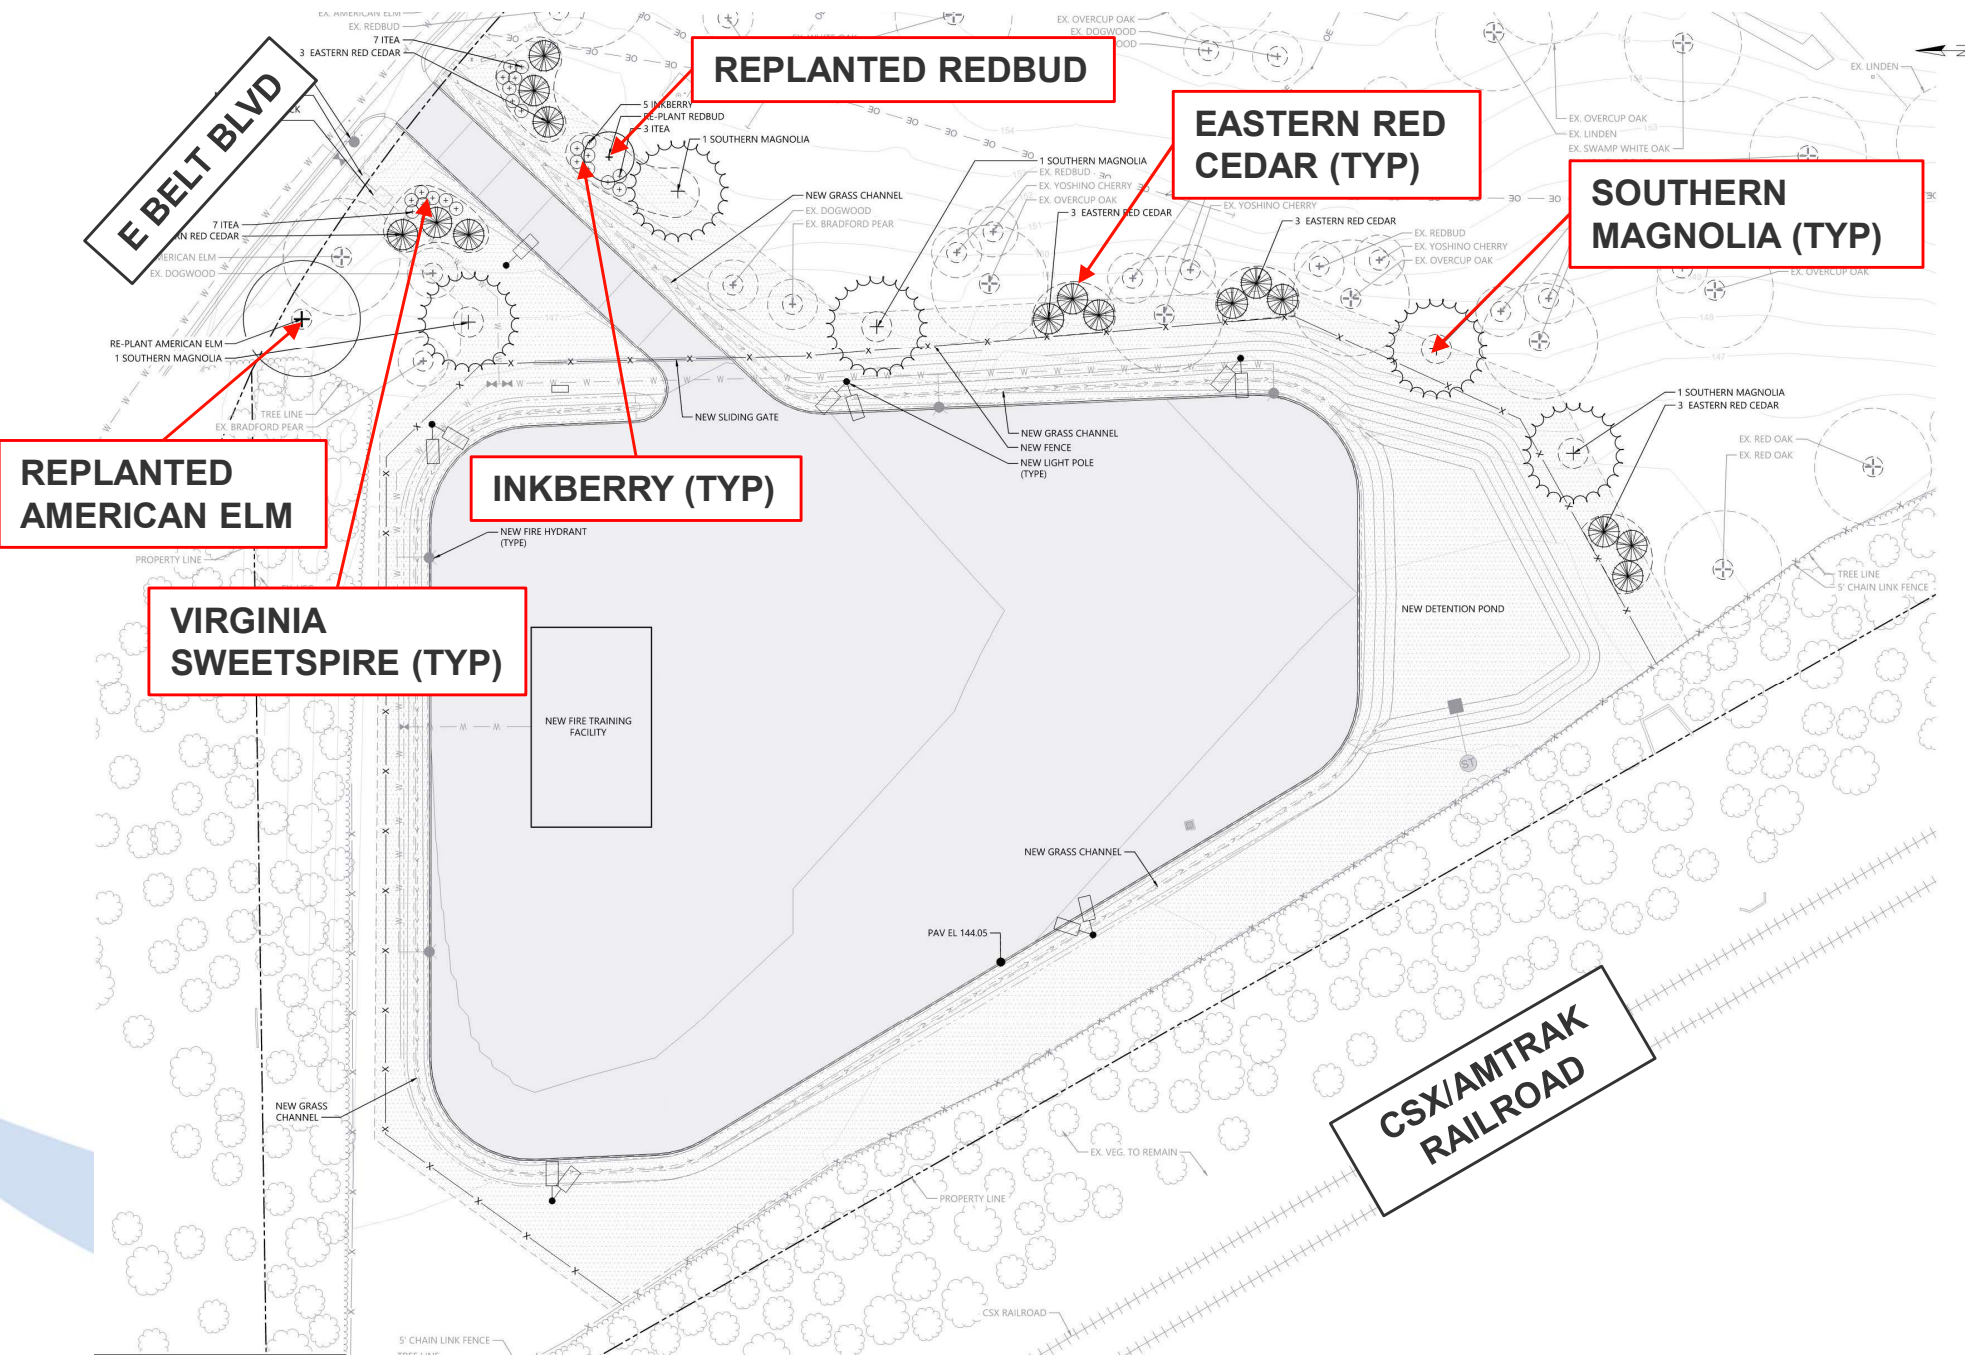 EX. AMERICAN ELM
EX. REDBUD
7 ITEA
3 EASTERN RED CEDAR
EX. OVERCUP OAK
EX. DOGWOOD
REPLANTED REDBUD
EX. LINDEN
E BELT BLVD
5 INKBERRY
RE-PLANT REDBUD
3 ITEA
1 SOUTHERN MAGNOLIA
EASTERN RED
CEDAR (TYP)
EX. OVERCUP OAK
EX. LINDEN
EX. SWAMP WHITE OAK
SOUTHERN
MAGNOLIA (TYP)
1 SOUTHERN MAGNOLIA
EX. REDBUD
EX. YOSHINO CHERRY
EX. OVERCUP OAK
3 EASTERN RED CEDAR
EX. YOSHINO CHERRY
3 EASTERN RED CEDAR
NEW GRASS CHANNEL
EX. DOGWOOD
EX. BRADFORD PEAR
EX. REDBUD
EX. YOSHINO CHERRY
EX. OVERCUP OAK
EX. OVERCUP OAK
7 ITEA
RED CEDAR
EX. DOGWOOD
RE-PLANT AMERICAN ELM
1 SOUTHERN MAGNOLIA
TREE LINE
EX. BRADFORD PEAR
NEW SLIDING GATE
NEW GRASS CHANNEL
NEW FENCE
NEW LIGHT POLE
(TYPE)
1 SOUTHERN MAGNOLIA
3 EASTERN RED CEDAR
EX. RED OAK
EX. RED OAK
REPLANTED
AMERICAN ELM
INKBERRY (TYP)
NEW FIRE HYDRANT
(TYPE)
PROPERTY LINE
TREE LINE
5' CHAIN LINK FENCE
VIRGINIA
SWEETSPIRE (TYP)
NEW DETENTION POND
NEW FIRE TRAINING
FACILITY
ST
NEW GRASS CHANNEL
PAV EL 144.05
CSX/AMTRAK
RAILROAD
NEW GRASS
CHANNEL
EX. VEG. TO REMAIN
PROPERTY LINE
CSX RAILROAD
5' CHAIN LINK FENCE
TREE LINE